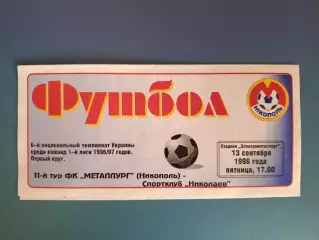 Футбол
М
НИКОПОЛЬ
6-й национальный чемпионат Украины
среди команд 1-й лиги 1996/97 годов.
Первый круг.
11-й тур ФК „МЕТАЛЛУРГ" (Никополь) -
Спортклуб „Николаев"
Стадион „Электрометаллург"
13 сентября
1996 года
пятница, 17.00